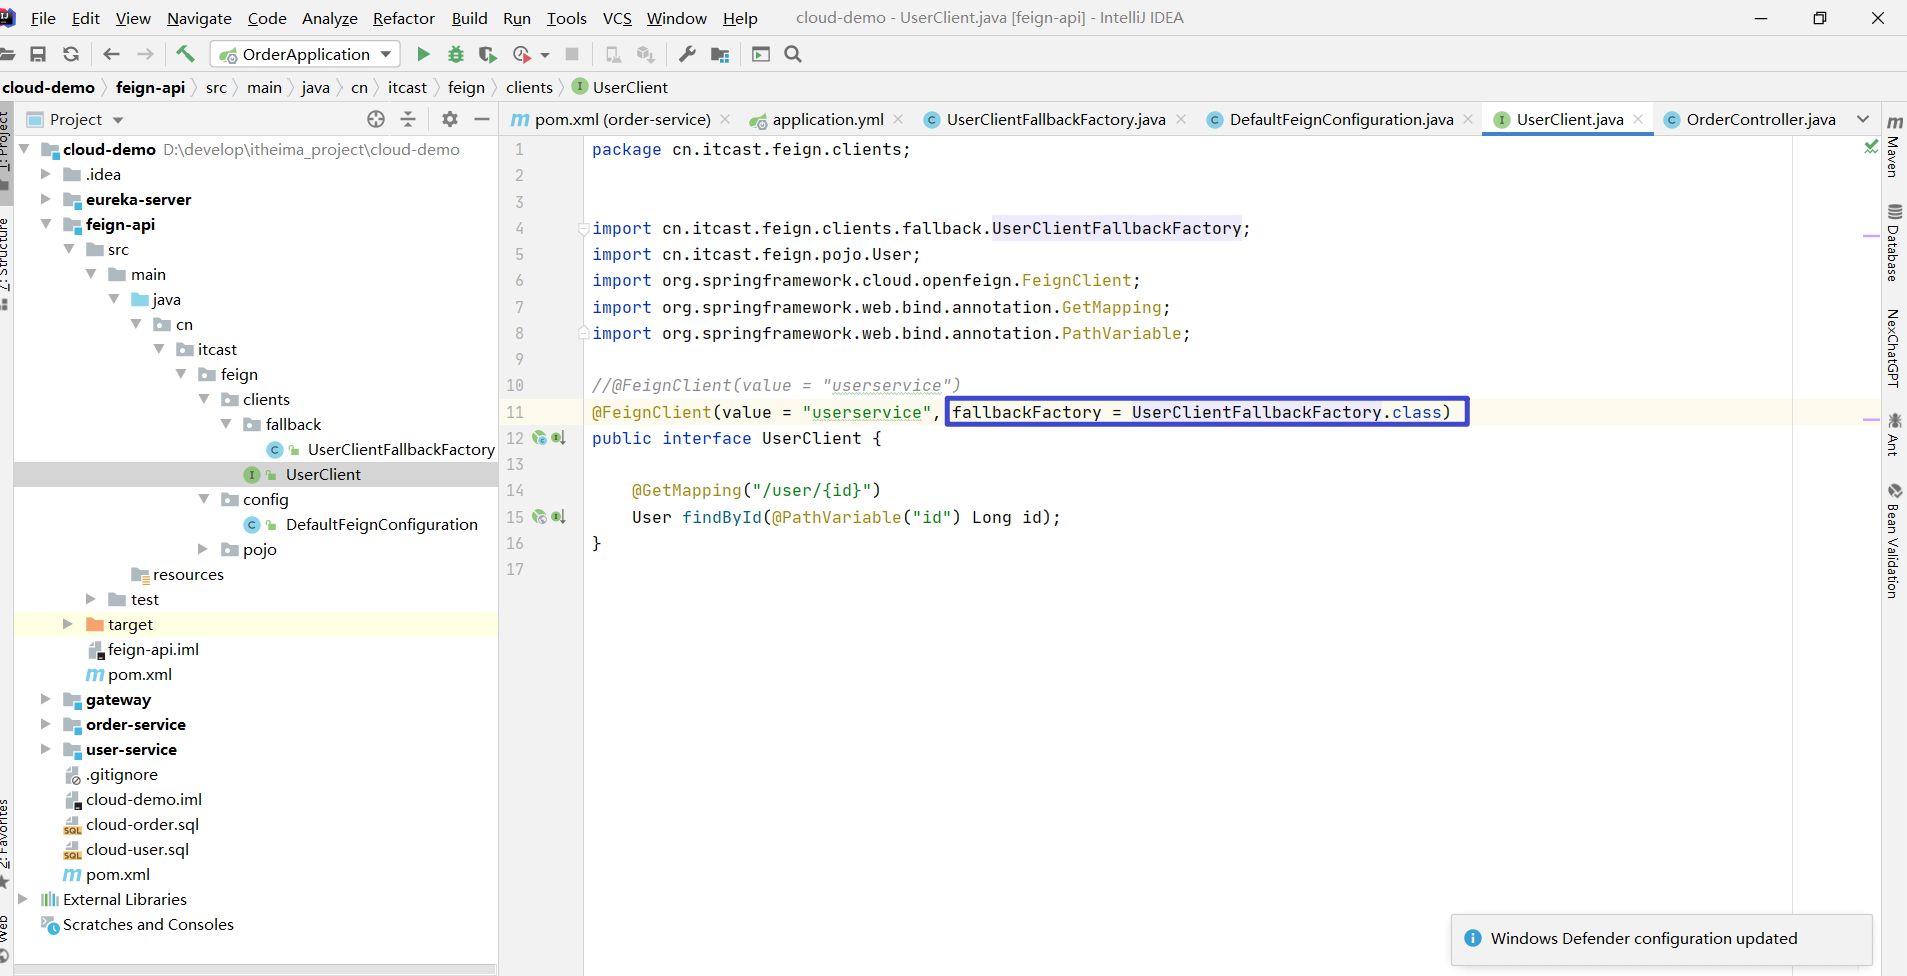 File Edit View Navigate Code Analyze Refactor Build Run Tools VCS Window Help cloud-demo - UserClient.java [feign-api] - IntelliJ IDEA
OrderApplication
cloud-demo feign-api src main java cn itcast feign clients UserClient
Project
pom.xml (order-service) application.yml UserClientFallbackFactory.java DefaultFeignConfiguration.java UserClient.java OrderController.java
cloud-demo D:\develop\itheima_project\cloud-demo
.idea
eureka-server
feign-api
src
main
java
cn
itcast
feign
clients
fallback
UserClientFallbackFactory
UserClient
config
DefaultFeignConfiguration
pojo
resources
test
target
feign-api.iml
pom.xml
gateway
order-service
user-service
.gitignore
cloud-demo.iml
cloud-order.sql
cloud-user.sql
pom.xml
External Libraries
Scratches and Consoles
1 package cn.itcast.feign.clients;
2
3
4 import cn.itcast.feign.clients.fallback.UserClientFallbackFactory;
5 import cn.itcast.feign.pojo.User;
6 import org.springframework.cloud.openfeign.FeignClient;
7 import org.springframework.web.bind.annotation.GetMapping;
8 import org.springframework.web.bind.annotation.PathVariable;
9
10 //@FeignClient(value = "userservice")
11 @FeignClient(value = "userservice", fallbackFactory = UserClientFallbackFactory.class)
12 public interface UserClient {
13
14 @GetMapping("/user/{id}")
15 User findById(@PathVariable("id") Long id);
16 }
17
1: Project
7: Structure
2: Favorites
Web
Maven
Database
NexChatGPT
Ant
Bean Validation
Windows Defender configuration updated